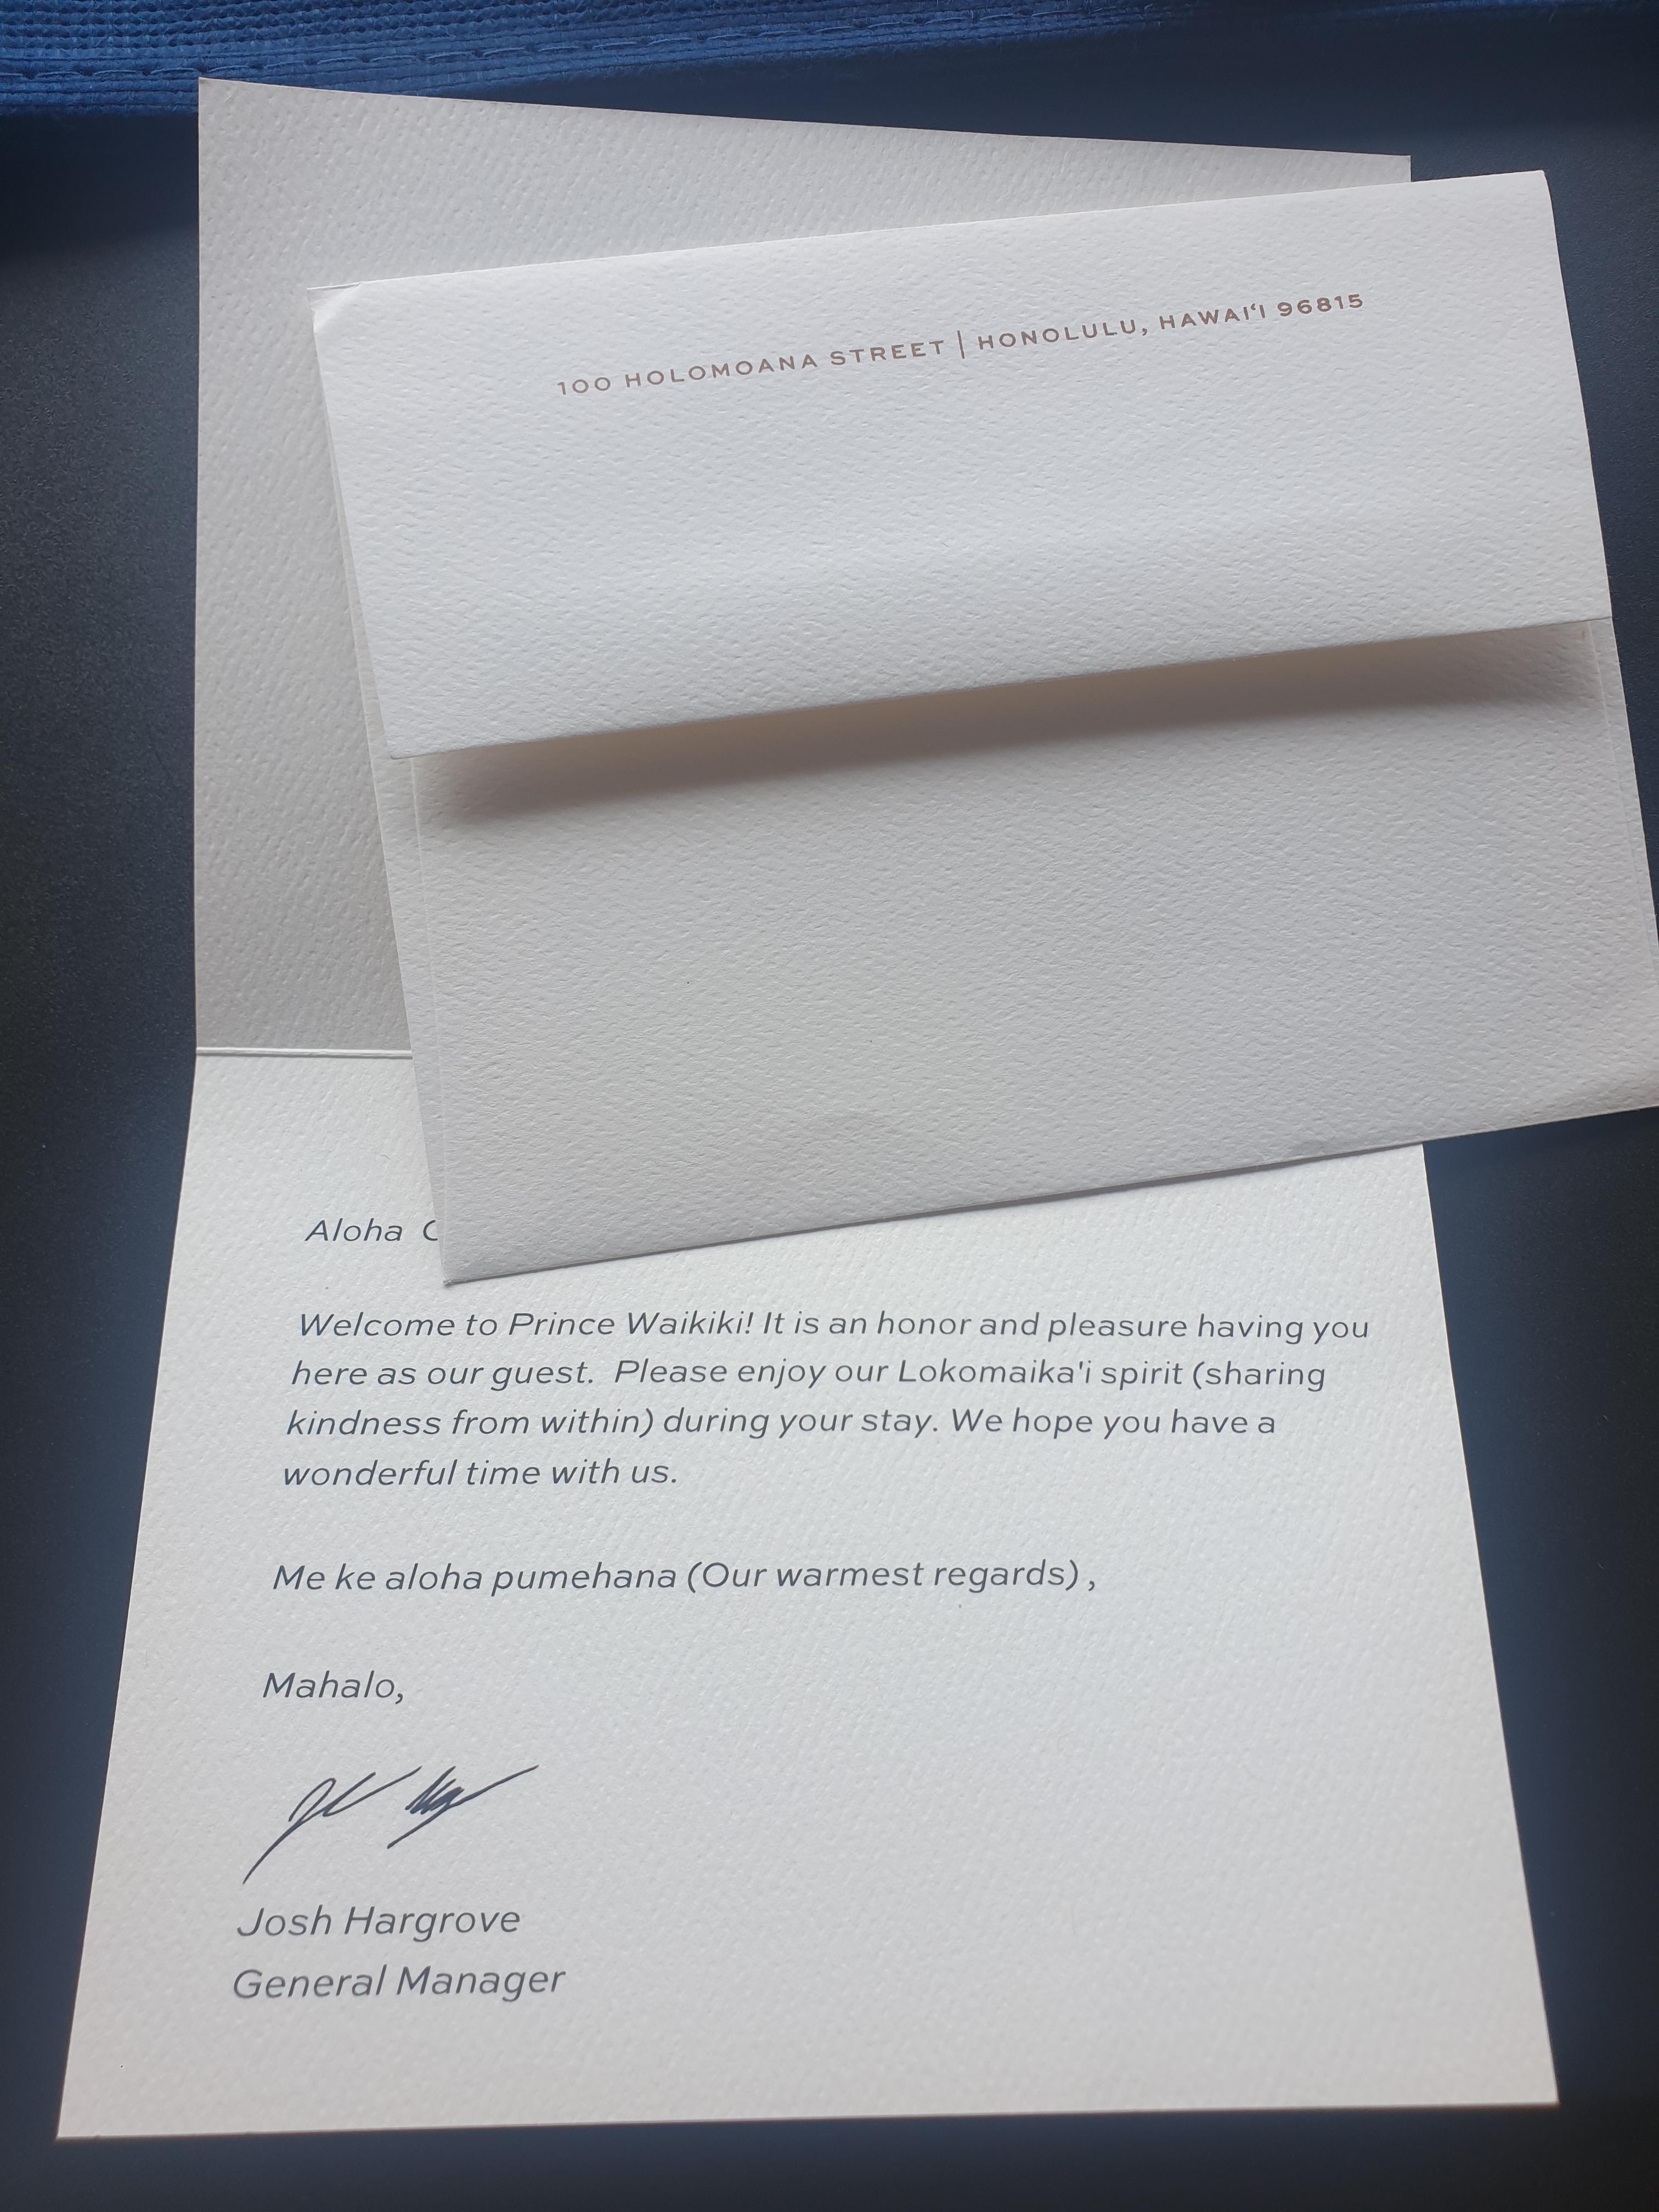 100 HOLOMOANA STREET | HONOLULU, HAWAIʻI 96815
Aloha
Welcome to Prince Waikiki! It is an honor and pleasure having you
here as our guest. Please enjoy our Lokomaika'i spirit (sharing
kindness from within) during your stay. We hope you have a
wonderful time with us.
Me ke aloha pumehana (Our warmest regards) ,
Mahalo,
Josh Hargrove
General Manager